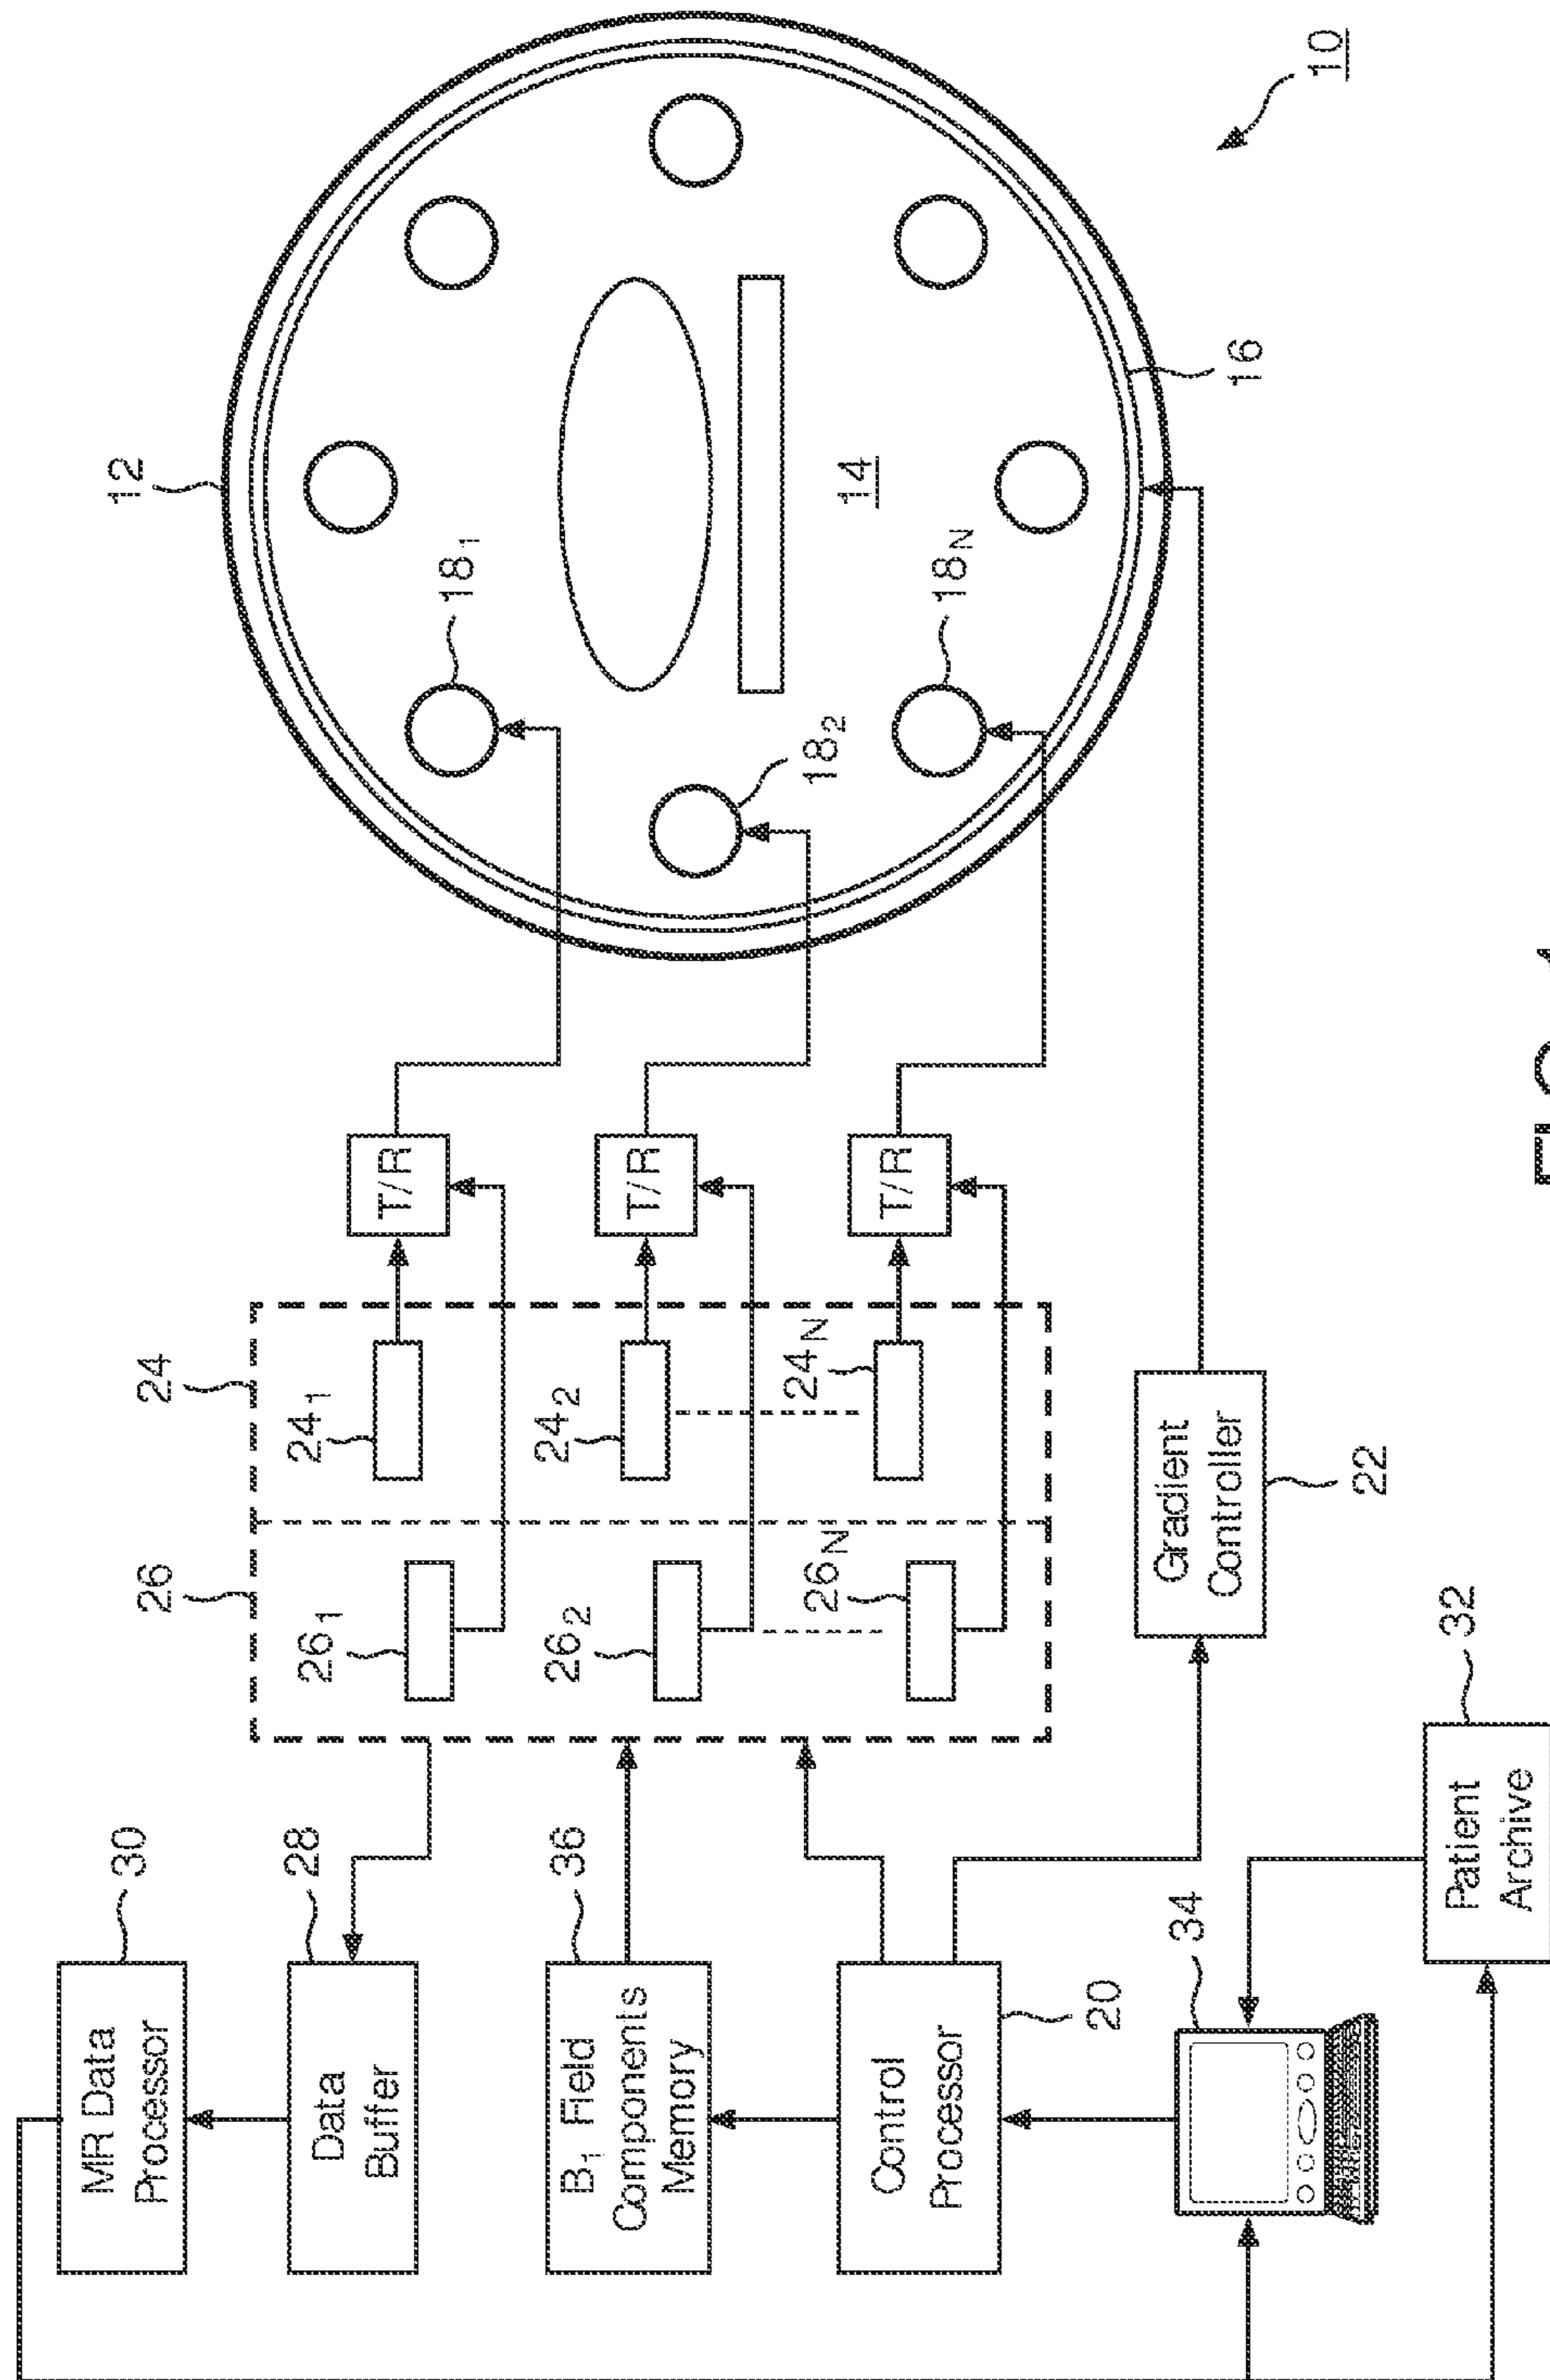 MR Data
Processor
30
Data
Buffer
28
B₁ Field
Components
Memory
36
Control
Processor
20
34
Patient
Archive
32
26
26₁
26₂
26N
24
24₁
24₂
24N
T/R
T/R
T/R
Gradient
Controller
22
12
18₁
18₂
18N
14
16
10